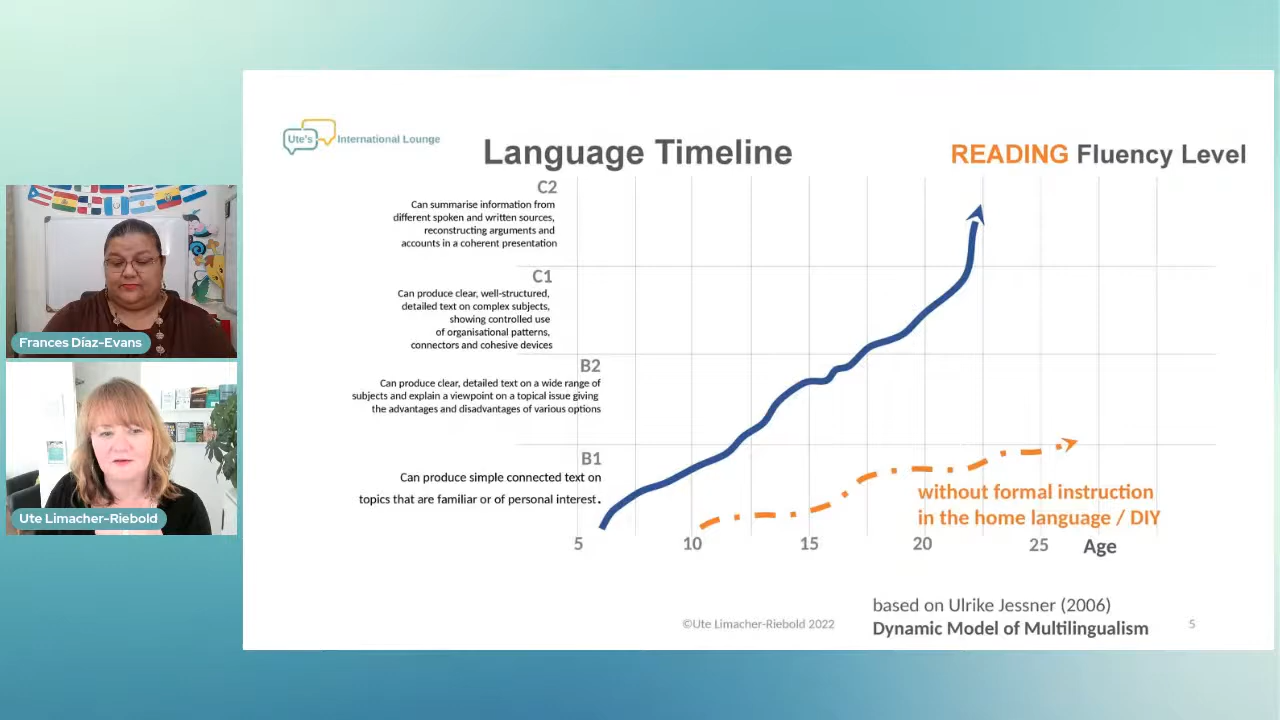 Ute's International Lounge
Language Timeline
READING Fluency Level
C2
Can summarise information from
different spoken and written sources,
reconstructing arguments and
accounts in a coherent presentation
C1
Can produce clear, well-structured,
detailed text on complex subjects,
showing controlled use
of organisational patterns,
connectors and cohesive devices
B2
Can produce clear, detailed text on a wide range of
subjects and explain a viewpoint on a topical issue giving
the advantages and disadvantages of various options
B1
Can produce simple connected text on
topics that are familiar or of personal interest.
without formal instruction
in the home language / DIY
5 10 15 20 25 Age
based on Ulrike Jessner (2006)
Dynamic Model of Multilingualism
©Ute Limacher-Riebold 2022
5
Frances Díaz-Evans
Ute Limacher-Riebold